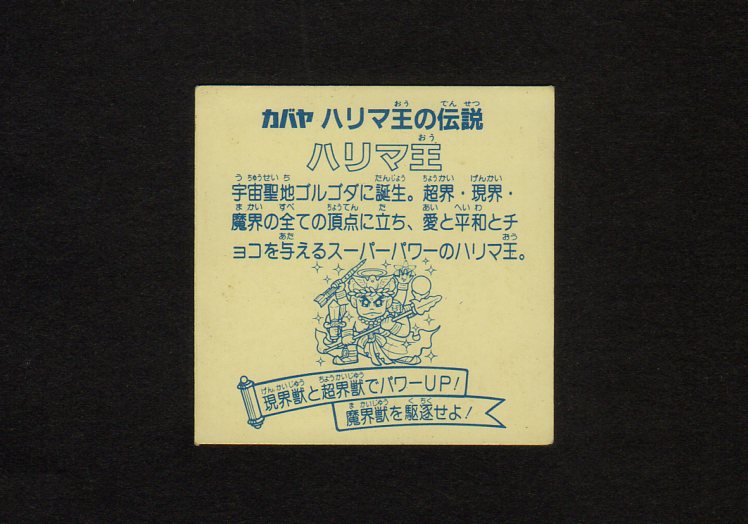 カバヤ ハリマ王の伝説
ハリマ王
宇宙聖地ゴルゴダに誕生。超界・現界・
魔界の全ての頂点に立ち、愛と平和とチ
ョコを与えるスーパーパワーのハリマ王。
現界獣と超界獣でパワーUP!
魔界獣を駆逐せよ!